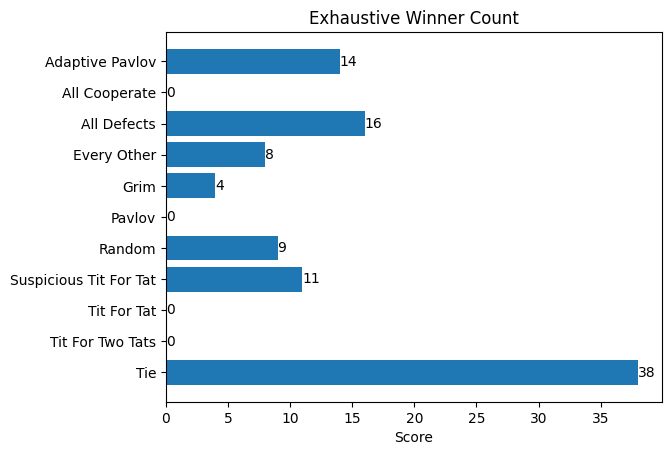 Exhaustive Winner Count
Adaptive Pavlov 14
All Cooperate 0
All Defects 16
Every Other 8
Grim 4
Pavlov 0
Random 9
Suspicious Tit For Tat 11
Tit For Tat 0
Tit For Two Tats 0
Tie 38
0 5 10 15 20 25 30 35
Score